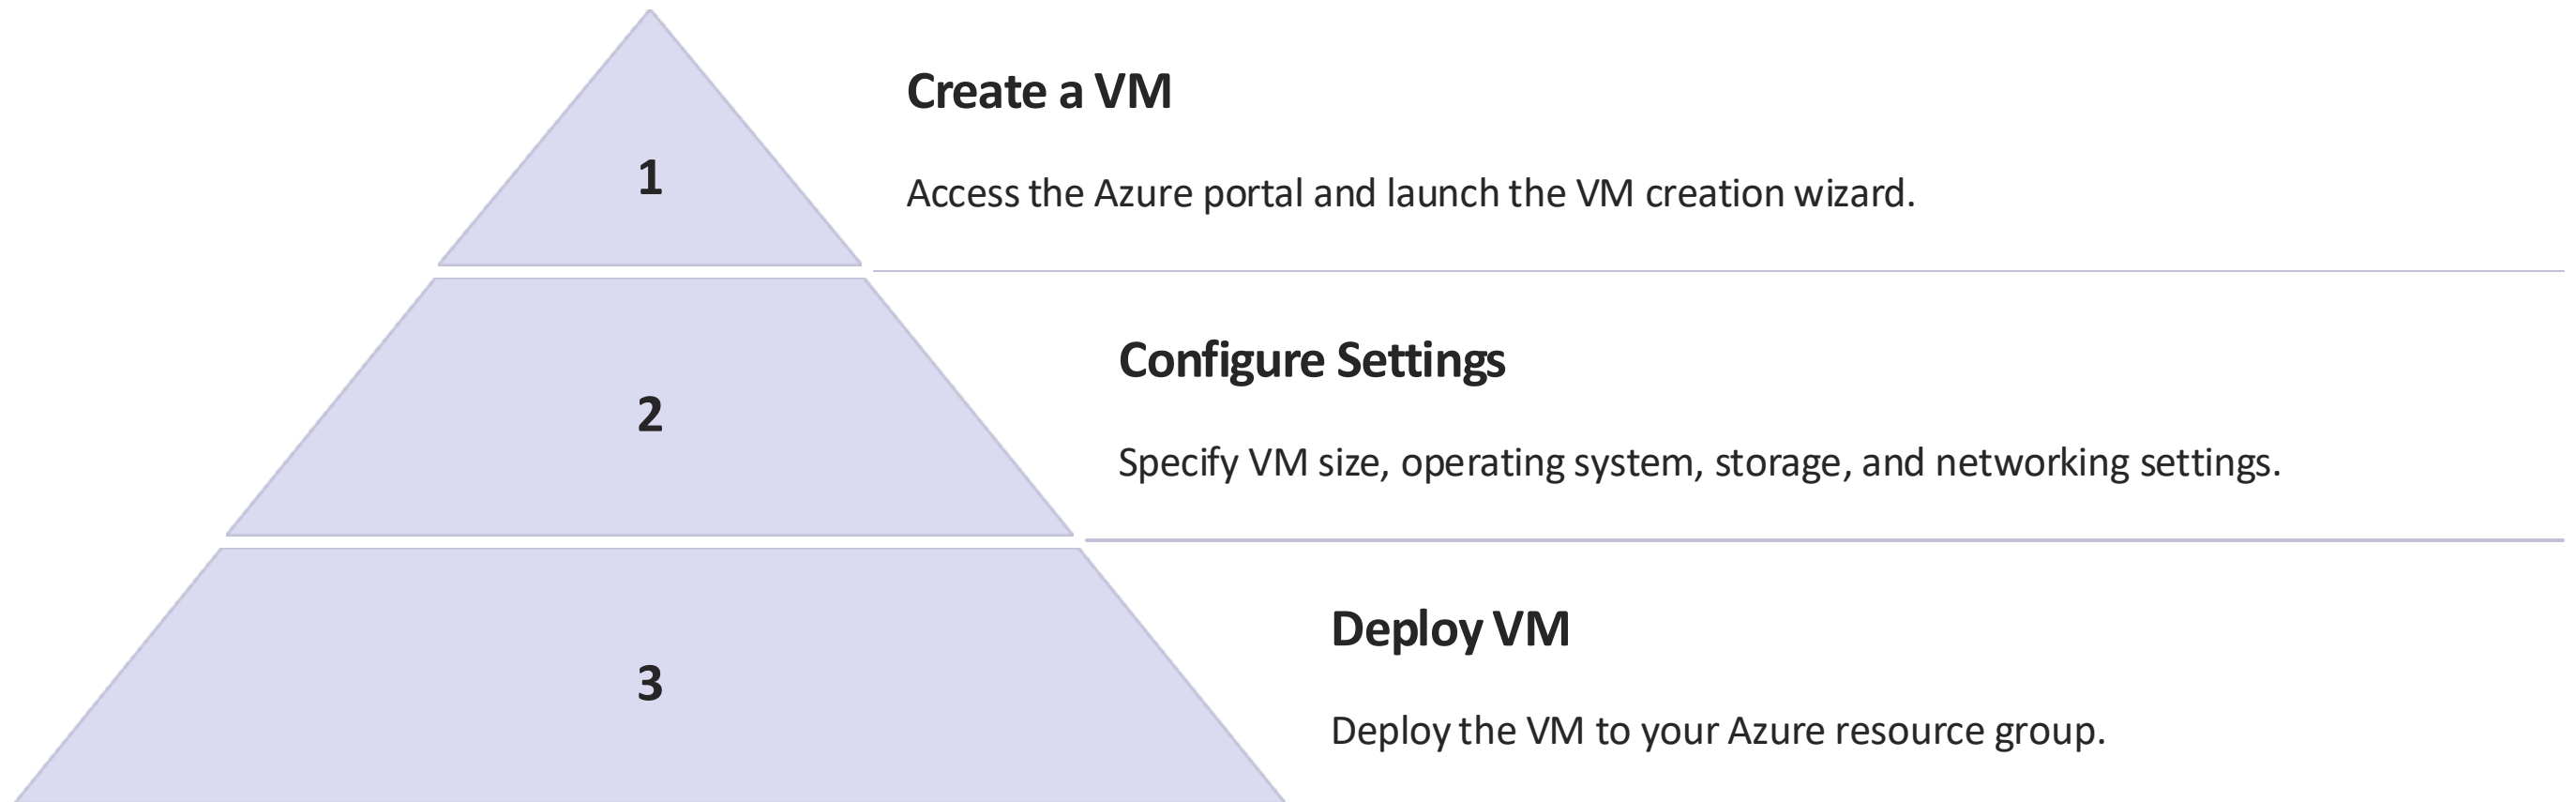 1
Create a VM
Access the Azure portal and launch the VM creation wizard.
2
Configure Settings
Specify VM size, operating system, storage, and networking settings.
3
Deploy VM
Deploy the VM to your Azure resource group.